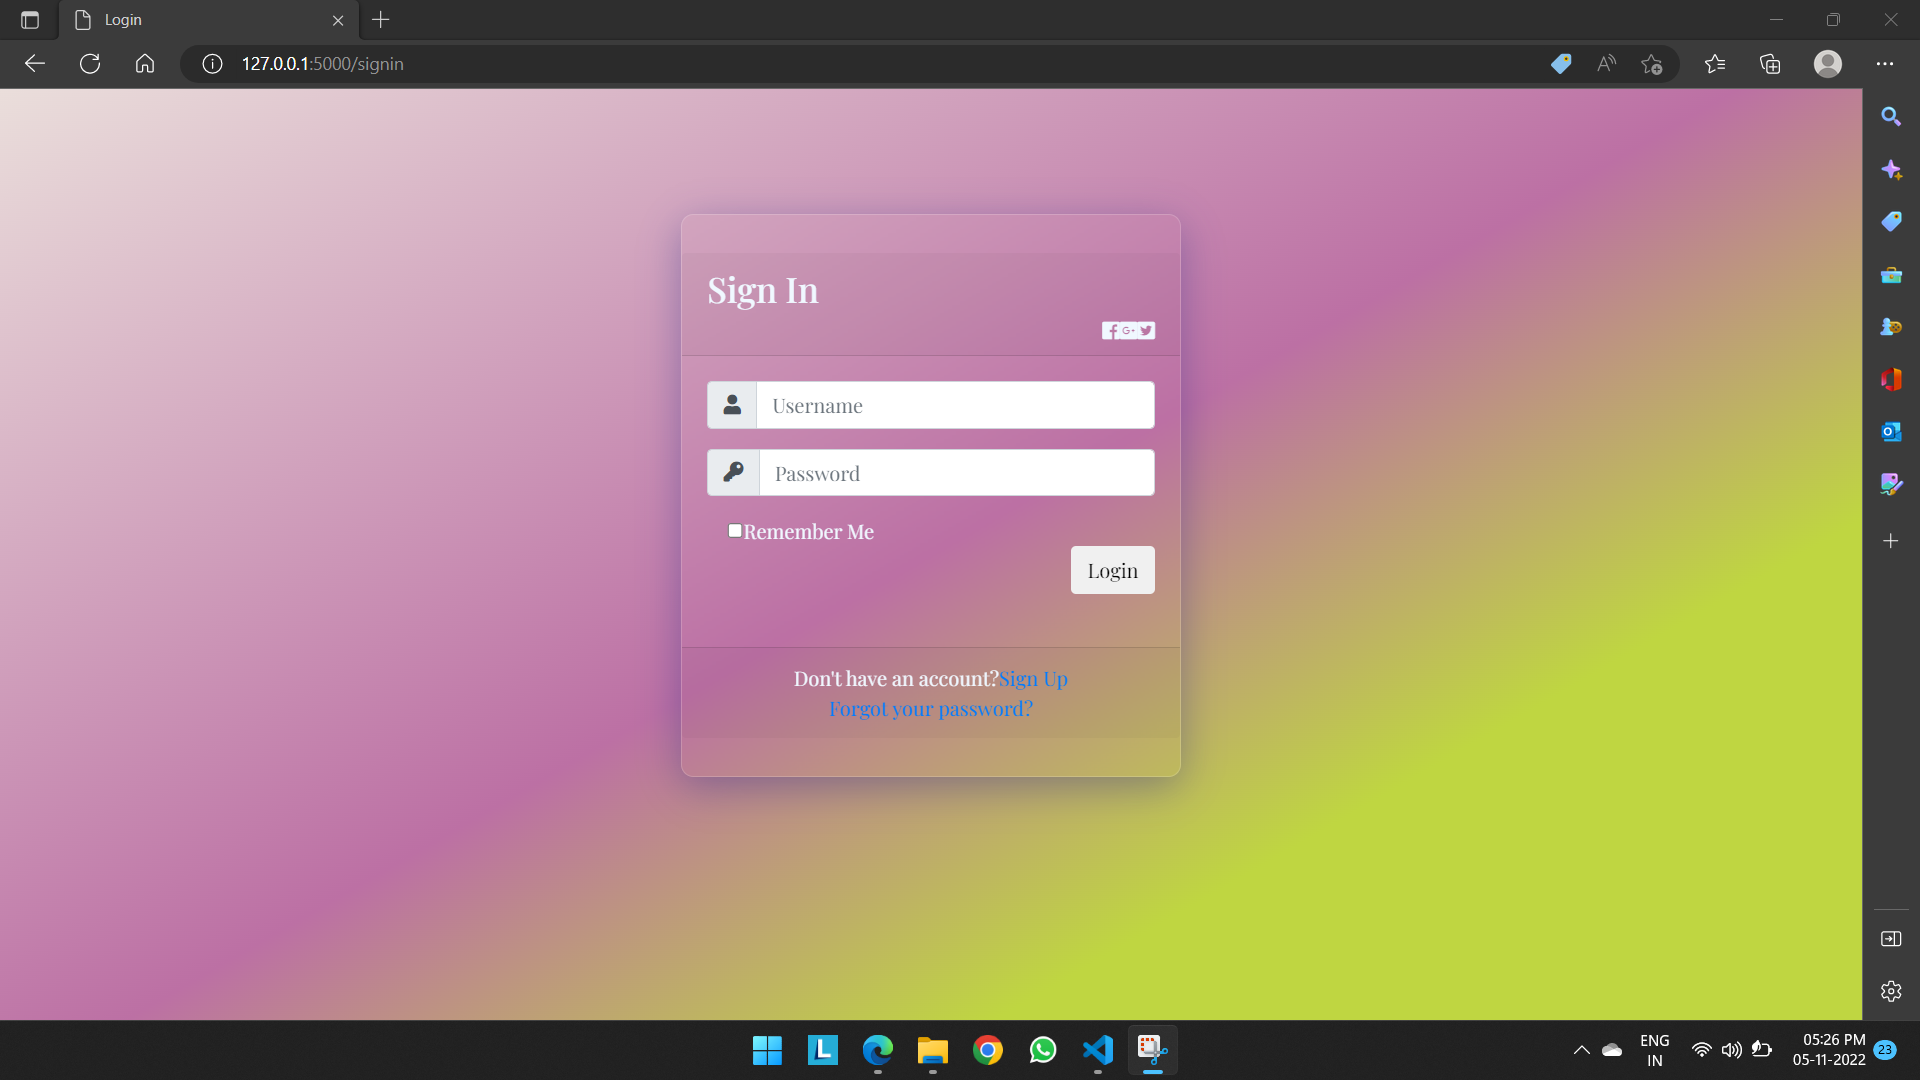 Login
127.0.0.1:5000/signin
Sign In
Username
Password
Remember Me
Login
Don't have an account?Sign Up
Forgot your password?
ENG
IN
05:26 PM
05-11-2022
23